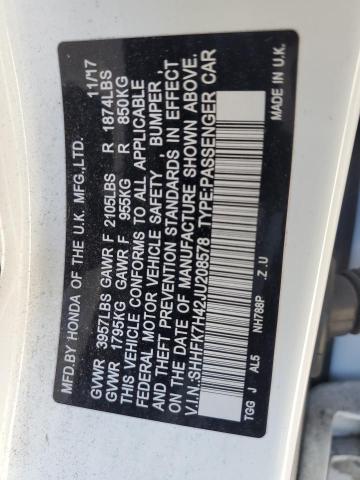 MFD.BY HONDA OF THE U.K. MFG.,LTD. 11/17
GVWR 3957LBS GAWR F 2105LBS R 1874LBS
GVWR 1795KG GAWR F 955KG R 850KG
THIS VEHICLE CONFORMS TO ALL APPLICABLE
FEDERAL MOTOR VEHICLE SAFETY , BUMPER ,
AND THEFT PREVENTION STANDARDS IN EFFECT
ON THE DATE OF MANUFACTURE SHOWN ABOVE.
V.I.N.:SHHFK7H42JU208578 TYPE:PASSENGER CAR
NH788P .Z.U MADE IN U.K.
TGG J AL5